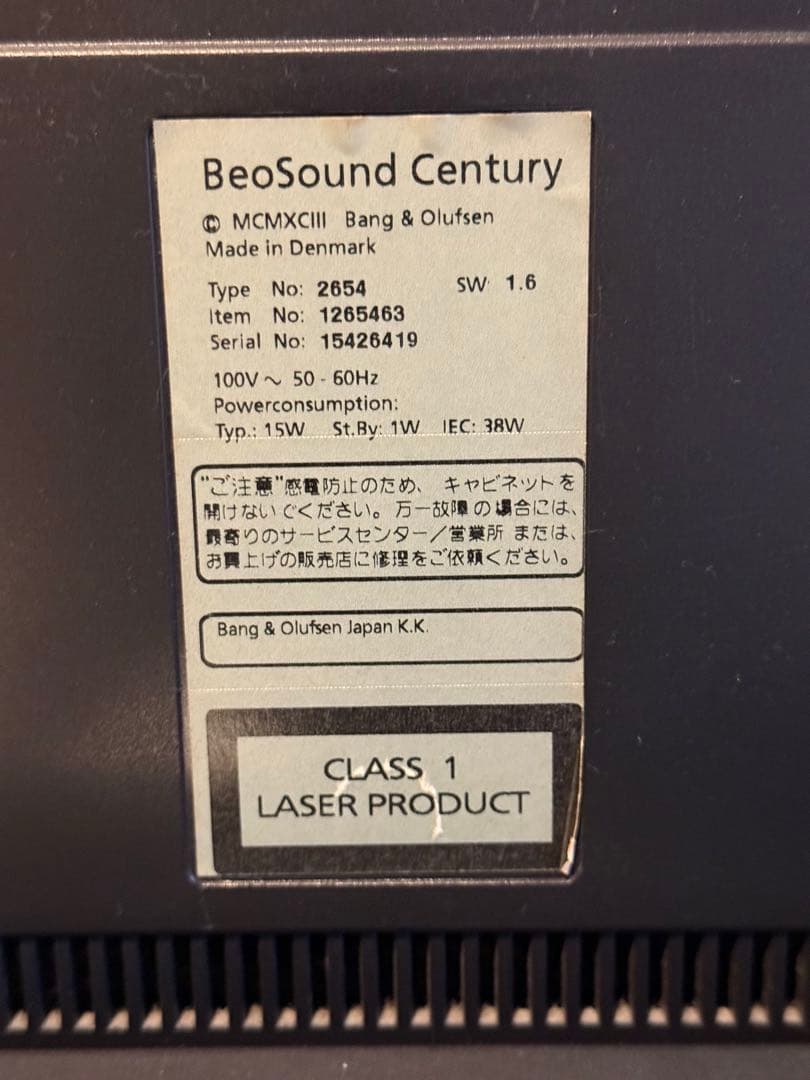 BeoSound Century
© MCMXCIII Bang & Olufsen
Made in Denmark
Type No: 2654 SW 1.6
Item No: 1265463
Serial No: 15426419
100V ~ 50 - 60Hz
Powerconsumption:
Typ.: 15W St.By: 1W IEC: 38W
"ご注意"感電防止のため、キャビネットを
開けないでください。万一故障の場合には、
最寄りのサービスセンター/営業所 または、
お買上げの販売店に修理をご依頼ください。
Bang & Olufsen Japan K.K.
CLASS 1
LASER PRODUCT